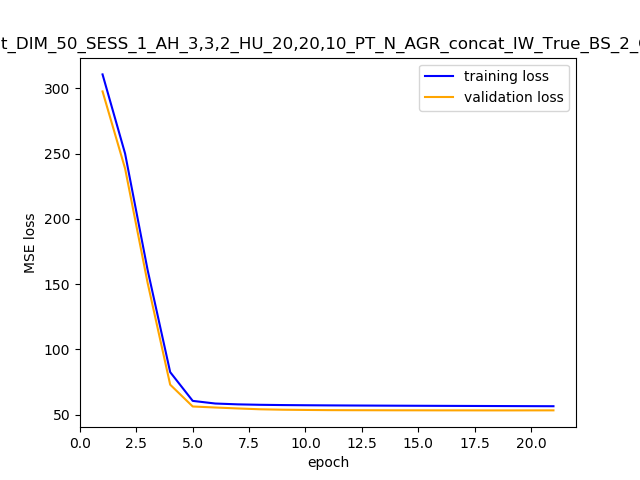 t_DIM_50_SESS_1_AH_3,3,2_HU_20,20,10_PT_N_AGR_concat_IW_True_BS_2_
training loss
validation loss
300
250
200
150
100
50
MSE loss
0.0 2.5 5.0 7.5 10.0 12.5 15.0 17.5 20.0
epoch